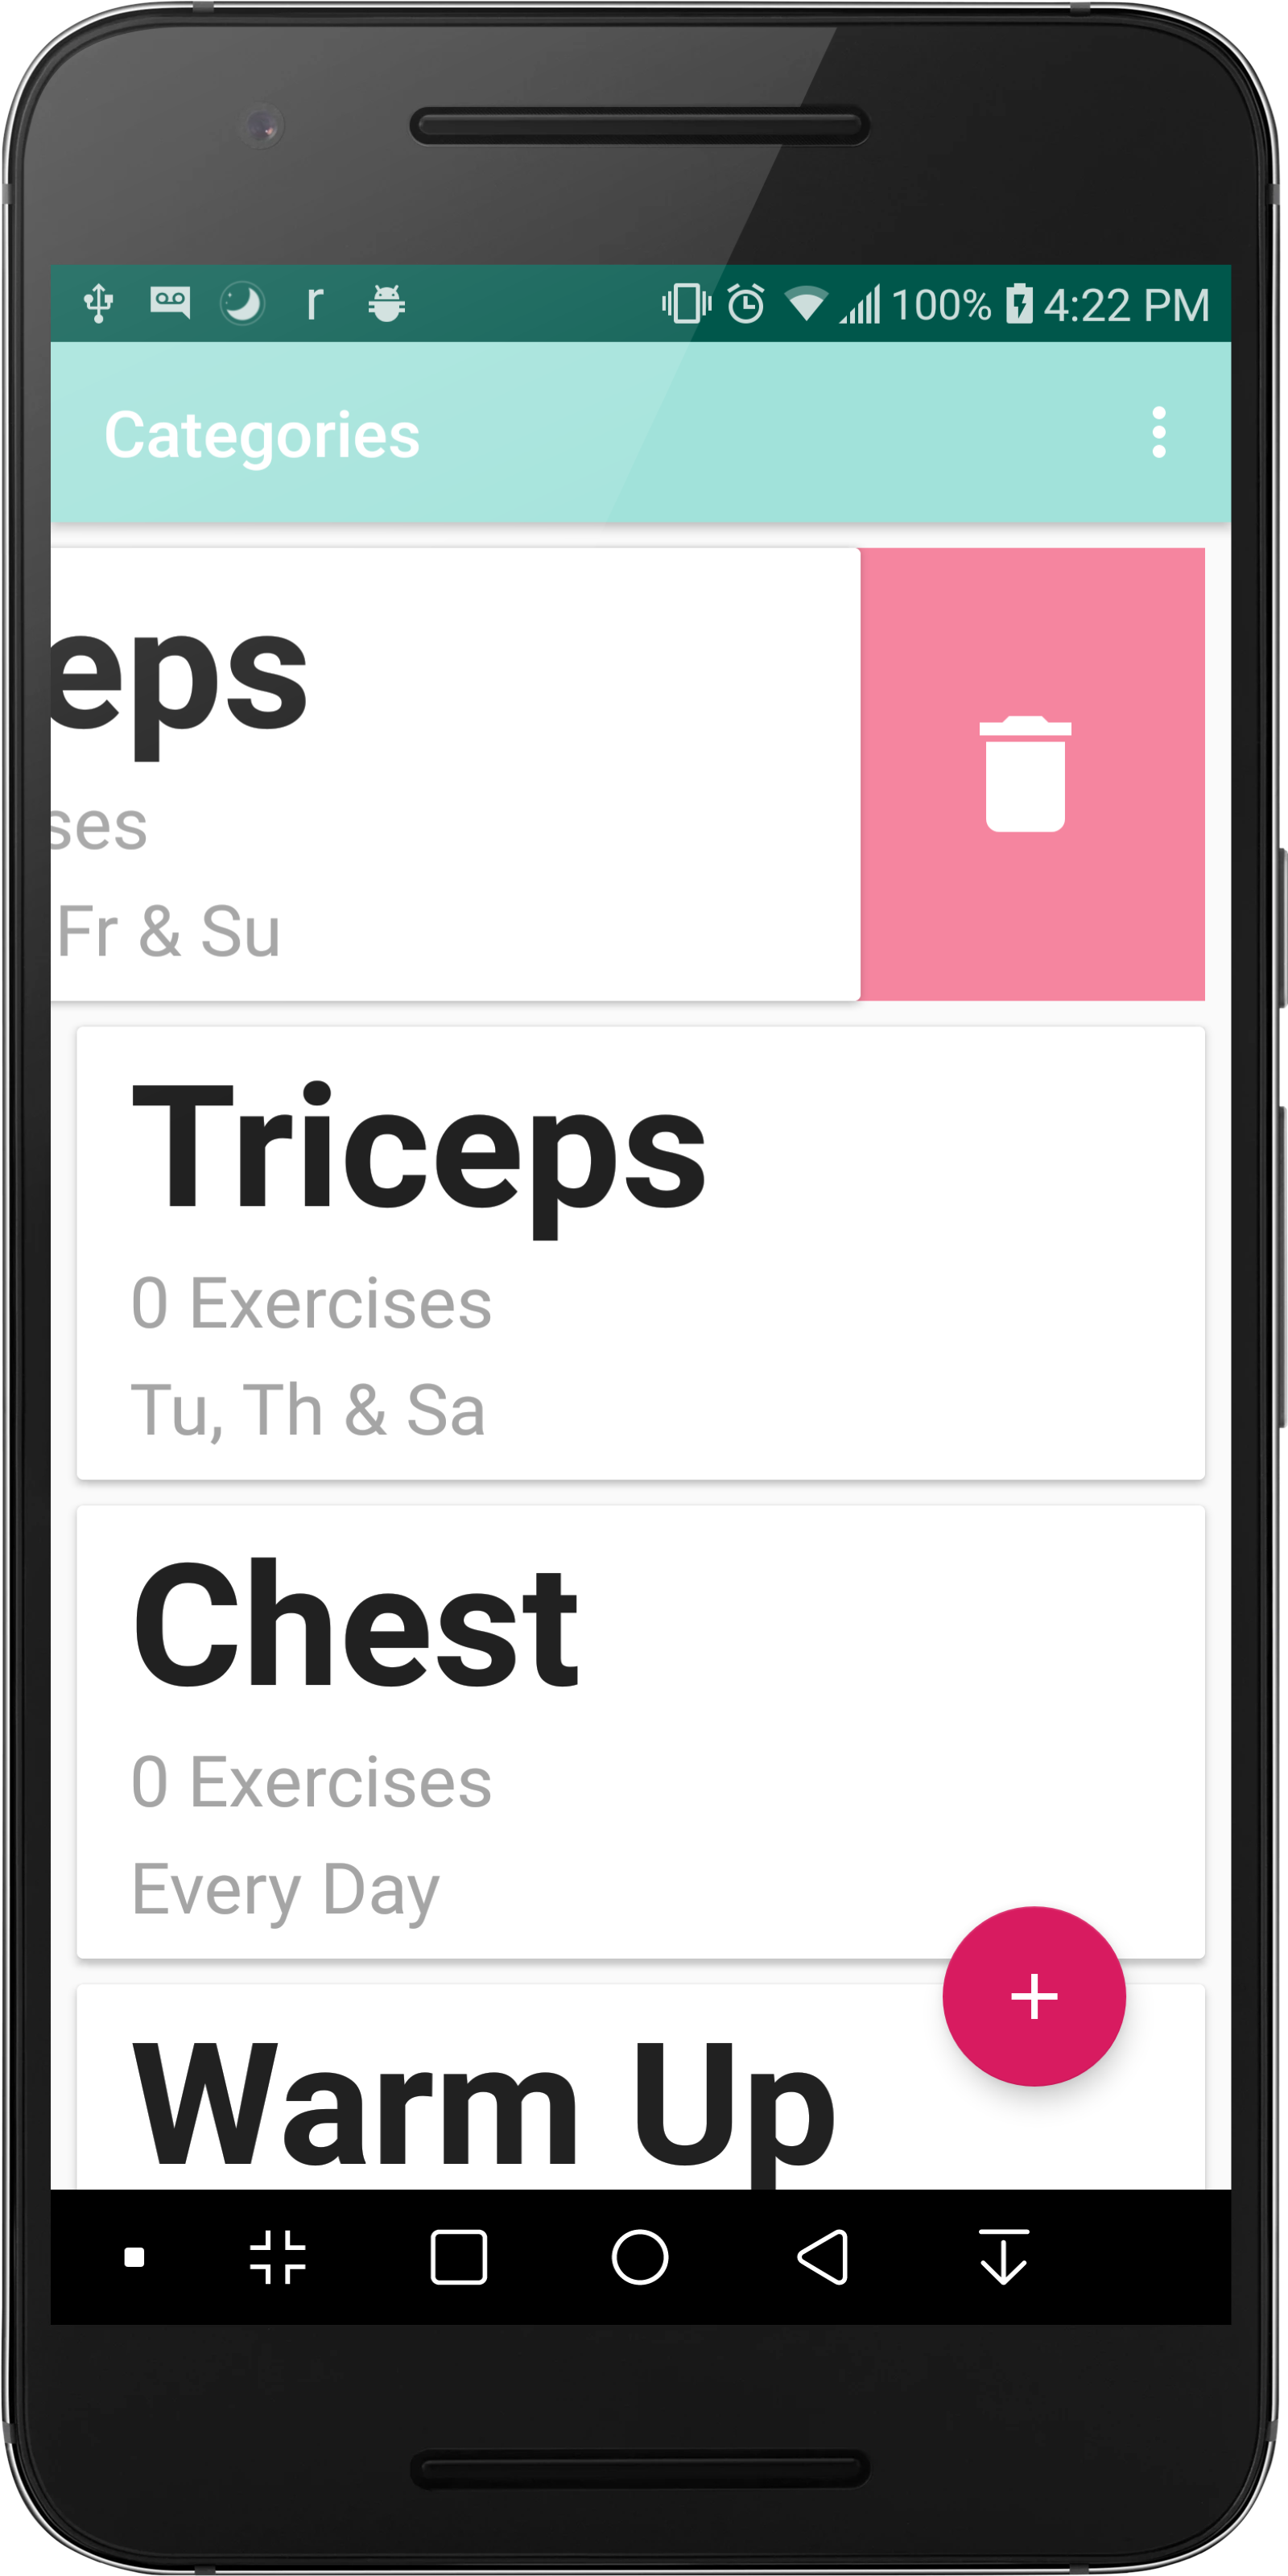 r 100% 4:22 PM
Categories
eps
ses
Fr & Su
Triceps
0 Exercises
Tu, Th & Sa
Chest
0 Exercises
Every Day
+
Warm Up